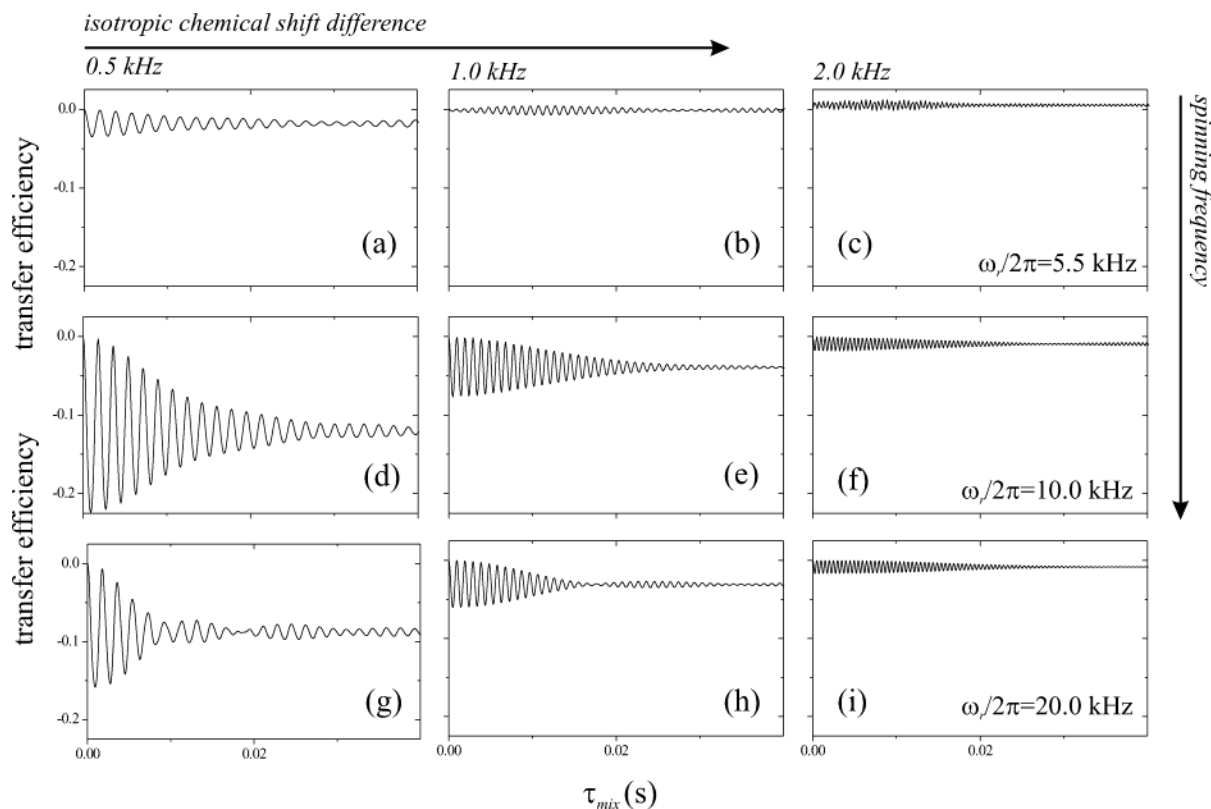 isotropic chemical shift difference
0.5 kHz
1.0 kHz
2.0 kHz
spinning frequency
transfer efficiency
0.0
-0.1
-0.2
(a)
(b)
(c)
ωr/2π=5.5 kHz
transfer efficiency
0.0
-0.1
-0.2
(d)
(e)
(f)
ωr/2π=10.0 kHz
transfer efficiency
0.0
-0.1
-0.2
(g)
(h)
(i)
ωr/2π=20.0 kHz
0.00
0.02
0.00
0.02
0.00
0.02
τmix (s)